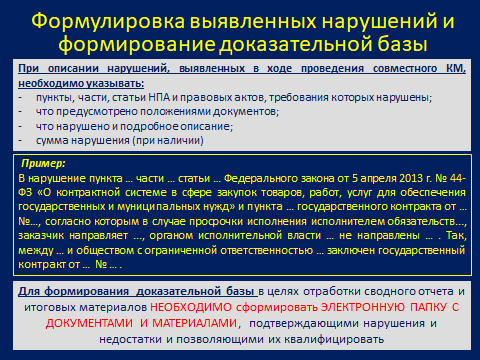 Формулировка выявленных нарушений и
формирование доказательной базы
При описании нарушений, выявленных в ходе проведения совместного КМ,
необходимо указывать:
- пункты, части, статьи НПА и правовых актов, требования которых нарушены;
- что предусмотрено положениями документов;
- что нарушено и подробное описание;
- сумма нарушения (при наличии)
Пример:
В нарушение пункта ... части ... статьи ... Федерального закона от 5 апреля 2013 г. № 44-
ФЗ «О контрактной системе в сфере закупок товаров, работ, услуг для обеспечения
государственных и муниципальных нужд» и пункта ... государственного контракта от ...
№..., согласно которым в случае просрочки исполнения исполнителем обязательств...,
заказчик направляет ..., органом исполнительной власти ... не направлены ... . Так,
между ... и обществом с ограниченной ответственностью ... заключен государственный
контракт от ... № ... .
Для формирования доказательной базы в целях отработки сводного отчета и
итоговых материалов НЕОБХОДИМО сформировать ЭЛЕКТРОННУЮ ПАПКУ С
ДОКУМЕНТАМИ И МАТЕРИАЛАМИ, подтверждающими нарушения и
недостатки и позволяющими их квалифицировать